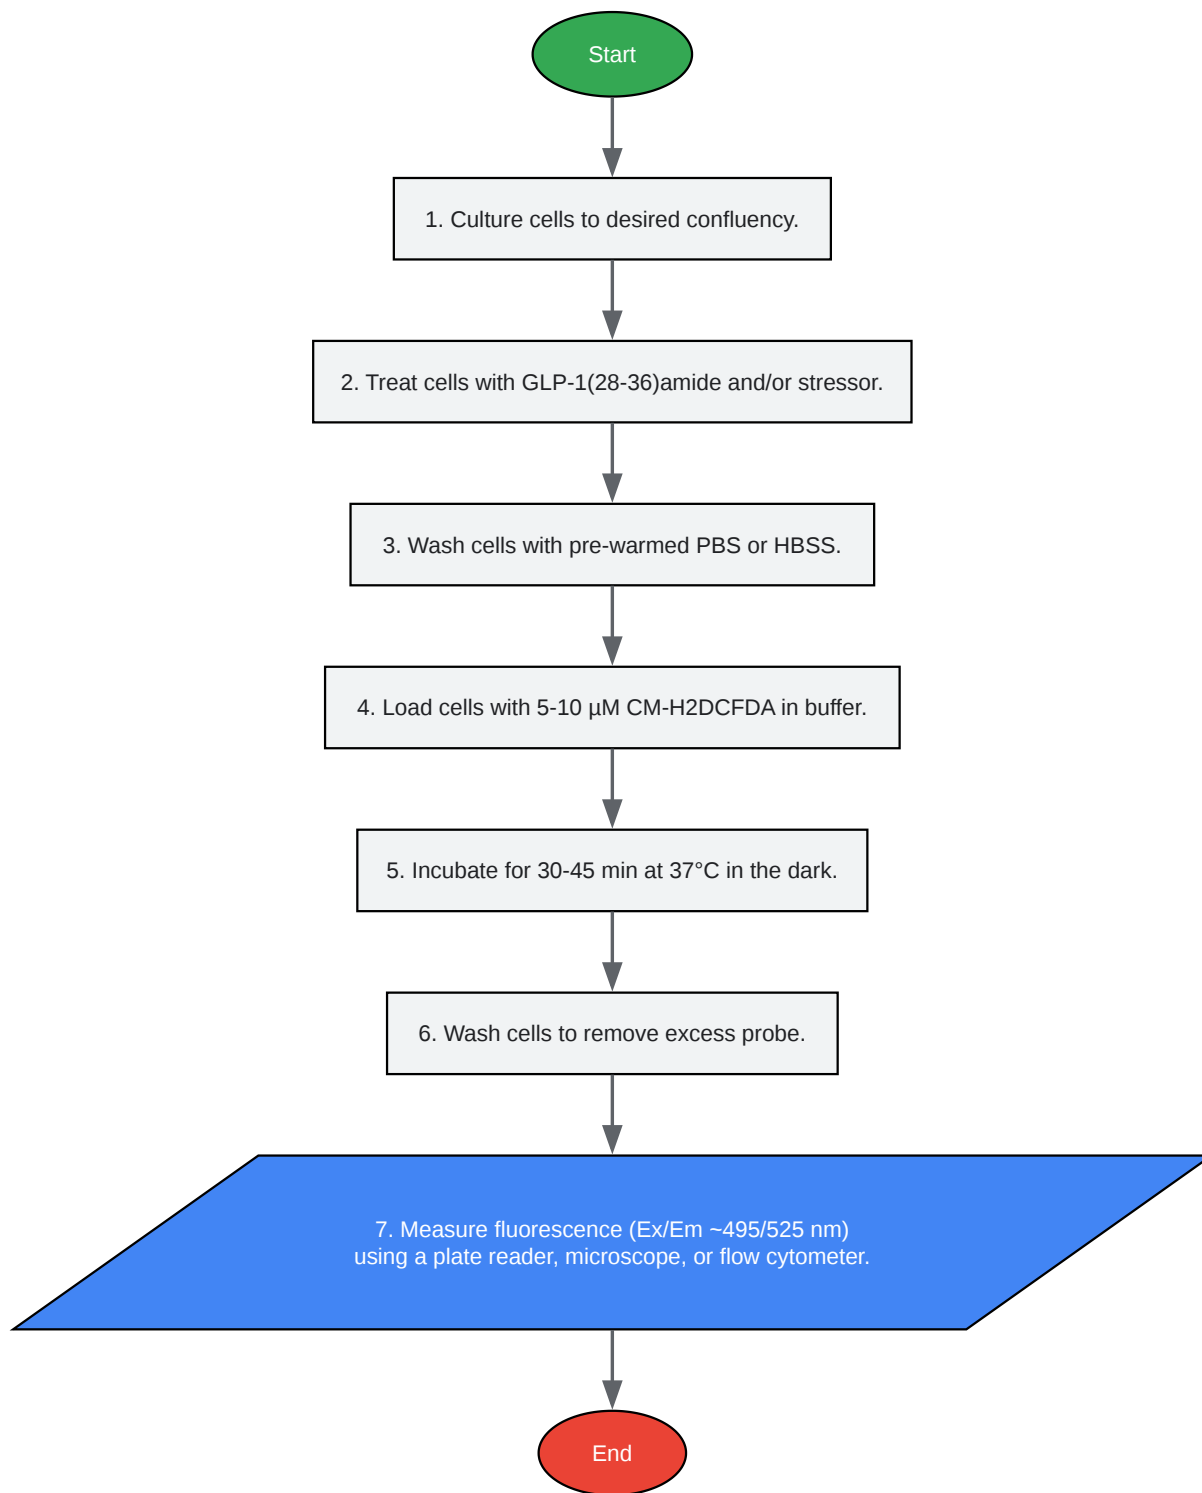 Start
1. Culture cells to desired confluency.
2. Treat cells with GLP-1(28-36)amide and/or stressor.
3. Wash cells with pre-warmed PBS or HBSS.
4. Load cells with 5-10 µM CM-H2DCFDA in buffer.
5. Incubate for 30-45 min at 37°C in the dark.
6. Wash cells to remove excess probe.
7. Measure fluorescence (Ex/Em ~495/525 nm)
using a plate reader, microscope, or flow cytometer.
End